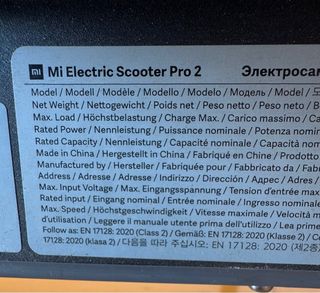 mi Mi Electric Scooter Pro 2 Электросам
Model / Modell / Modèle / Modello / Modelo / Модель / Model /
Net Weight / Nettogewicht / Poids net / Peso netto / Peso neto /
Max. Load / Höchstbelastung / Charge Max. / Carico massimo / Ca
Rated Power / Nennleistung / Puissance nominale / Potenza nomin
Rated Capacity / Nennleistung / Capacité nominale / Capacità nom
Made in China / Hergestellt in China / Fabriqué en Chine / Prodotto
Manufactured by / Hersteller / Fabriquée pour / Fabbricato da / Fab
Address / Adresse / Adresse / Indirizzo / Dirección / Адрес / Adres /
Max. Input Voltage / Max. Eingangsspannung / Tension d'entrée max
Rated input / Eingang nominal / Entrée nominale / Ingresso nomina
Max. Speed / Höchstgeschwindigkeit / Vitesse maximale / Velocità m
d'utilisation / Leggere il manuale utente prima dell'utilizzo / Lea prime
Follow as: EN 17128: 2020 (Class 2) / Gemäß: EN 17128: 2020 (Klasse 2) / Co
17128: 2020 (klasa 2) / 다음을 따라 주십시오: EN 17128: 2020 (제2종)